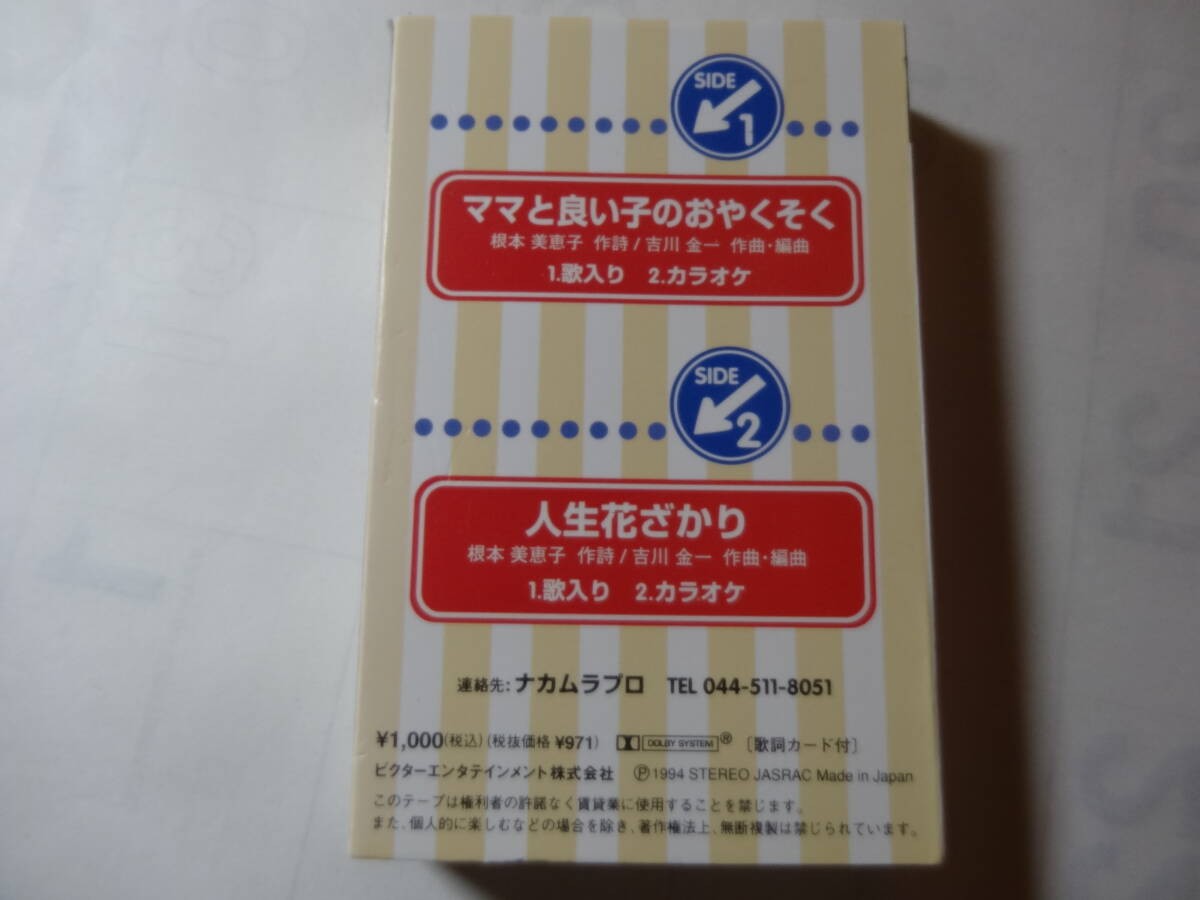 SIDE
1
ママと良い子のおやくそく
根本 美恵子 作詩/吉川 金一 作曲・編曲
1.歌入り 2.カラオケ
SIDE
2
人生花ざかり
根本 美恵子 作詩/吉川 金一 作曲・編曲
1.歌入り 2.カラオケ
連絡先:ナカムラプロ TEL 044-511-8051
¥1,000(税込)(税抜価格 ¥971) DOLBY SYSTEM® 〔歌詞カード付〕
ビクターエンタテインメント株式会社 Ⓟ1994 STEREO JASRAC Made in Japan
このテープは権利者の許諾なく賃貸業に使用することを禁じます。
また、個人的に楽しむなどの場合を除き、著作権法上、無断複製は禁じられています。